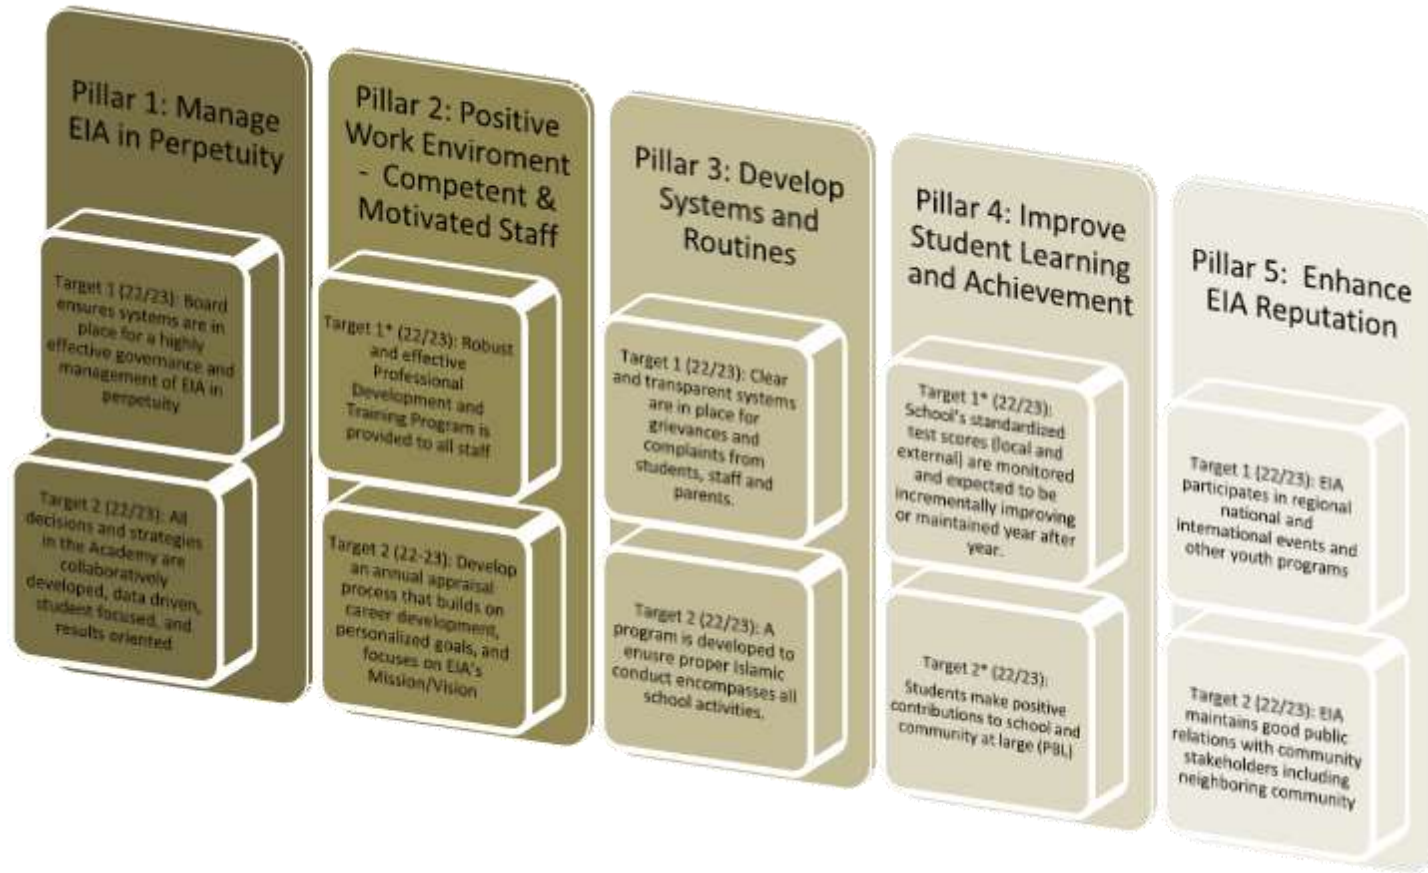 Pillar 1: Manage
EIA in Perpetuity
Target 1 (22/23): Board
ensures systems are in
place for a highly
effective governance and
management of EIA in
perpetuity
Target 2 (22/23): All
decisions and strategies
in the Academy are
collaboratively
developed, data driven,
student focused, and
results oriented
Pillar 2: Positive
Work Enviroment
- Competent &
Motivated Staff
Target 1* (22/23): Robust
and effective
Professional
Development and
Training Program is
provided to all staff
Target 2 (22-23): Develop
an annual appraisal
process that builds on
career development,
personalized goals, and
focuses on EIA's
Mission/Vision
Pillar 3: Develop
Systems and
Routines
Target 1 (22/23): Clear
and transparent systems
are in place for
grievances and
complaints from
students, staff and
parents.
Target 2 (22/23): A
program is developed to
enusre proper Islamic
conduct encompasses all
school activities.
Pillar 4: Improve
Student Learning
and Achievement
Target 1* (22/23):
School's standardized
test scores (local and
external) are monitored
and expected to be
incrementally improving
or maintained year after
year.
Target 2* (22/23):
Students make positive
contributions to school and
community at large (PBL)
Pillar 5: Enhance
EIA Reputation
Target 1 (22/23): EIA
participates in regional
national and
international events and
other youth programs
Target 2 (22/23): EIA
maintains good public
relations with community
stakeholders including
neighboring community